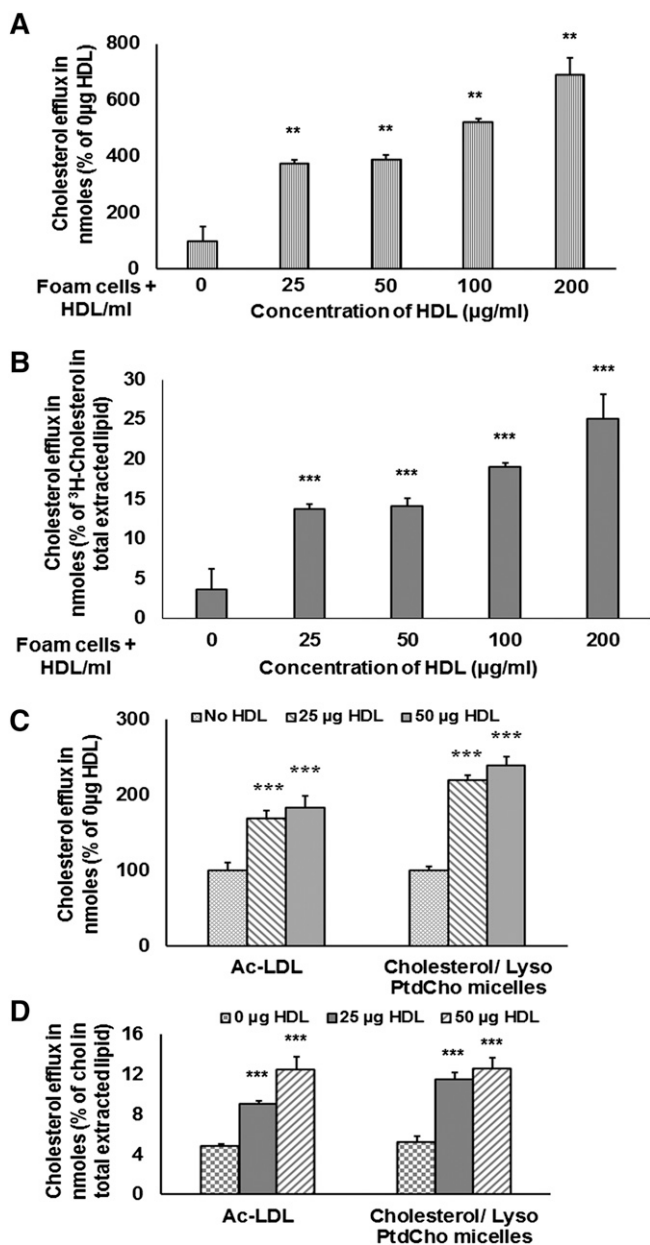 A
Cholesterol efflux in
nmoles (% of 0µg HDL)
800
600
400
200
0
**
**
**
**
Foam cells +
HDL/ml
0 25 50 100 200
Concentration of HDL (µg/ml)
B
Cholesterol efflux in
nmoles (% of ³H-Cholesterol in
total extracted lipid)
30
25
20
15
10
5
0
***
***
***
***
Foam cells +
HDL/ml
0 25 50 100 200
Concentration of HDL (µg/ml)
C
Cholesterol efflux in
nmoles (% of 0µg HDL)
300
200
100
0
No HDL 25 µg HDL 50 µg HDL
***
***
***
***
Ac-LDL
Cholesterol/ Lyso
PtdCho micelles
D
Cholesterol efflux in
nmoles (% of chol in
total extracted lipid)
16
12
8
4
0
0 µg HDL 25 µg HDL 50 µg HDL
***
***
***
***
Ac-LDL
Cholesterol/ Lyso
PtdCho micelles